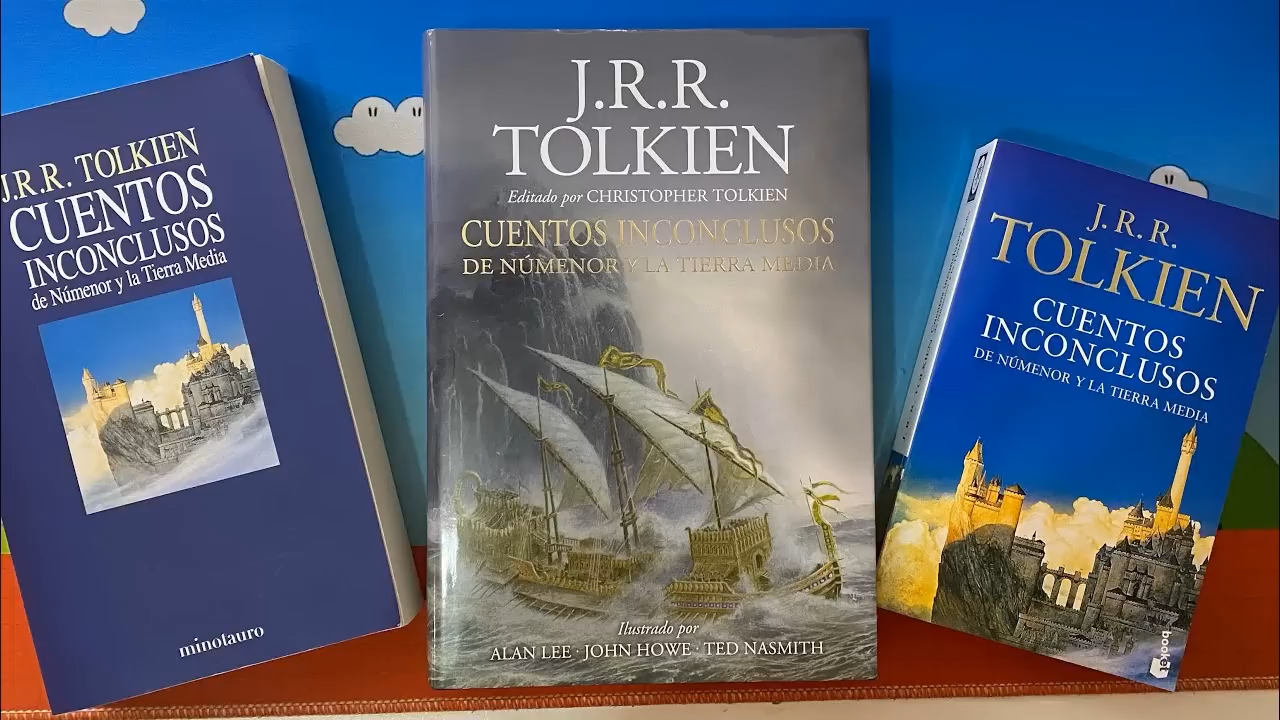 J.R.R. TOLKIEN
CUENTOS
INCONCLUSOS
de Númenor y la Tierra Media
minotauro
J.R.R.
TOLKIEN
Editado por CHRISTOPHER TOLKIEN
CUENTOS INCONCLUSOS
DE NÚMENOR Y LA TIERRA MEDIA
Ilustrado por
ALAN LEE · JOHN HOWE · TED NASMITH
J.R.R.
TOLKIEN
CUENTOS
INCONCLUSOS
DE NÚMENOR Y LA TIERRA MEDIA
booket